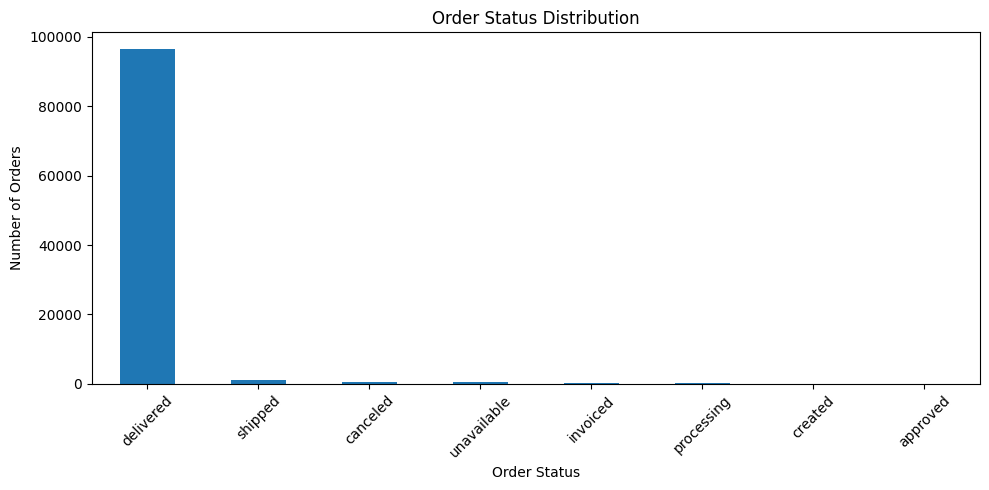 Order Status Distribution
Number of Orders
100000
80000
60000
40000
20000
0
delivered
shipped
canceled
unavailable
invoiced
processing
created
approved
Order Status